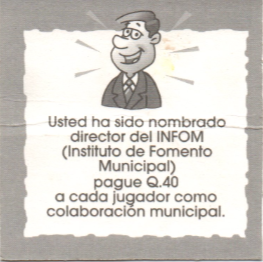 Usted ha sido nombrado
director del INFOM
(Instituto de Fomento
Municipal)
pague Q.40
a cada jugador como
colaboración municipal.